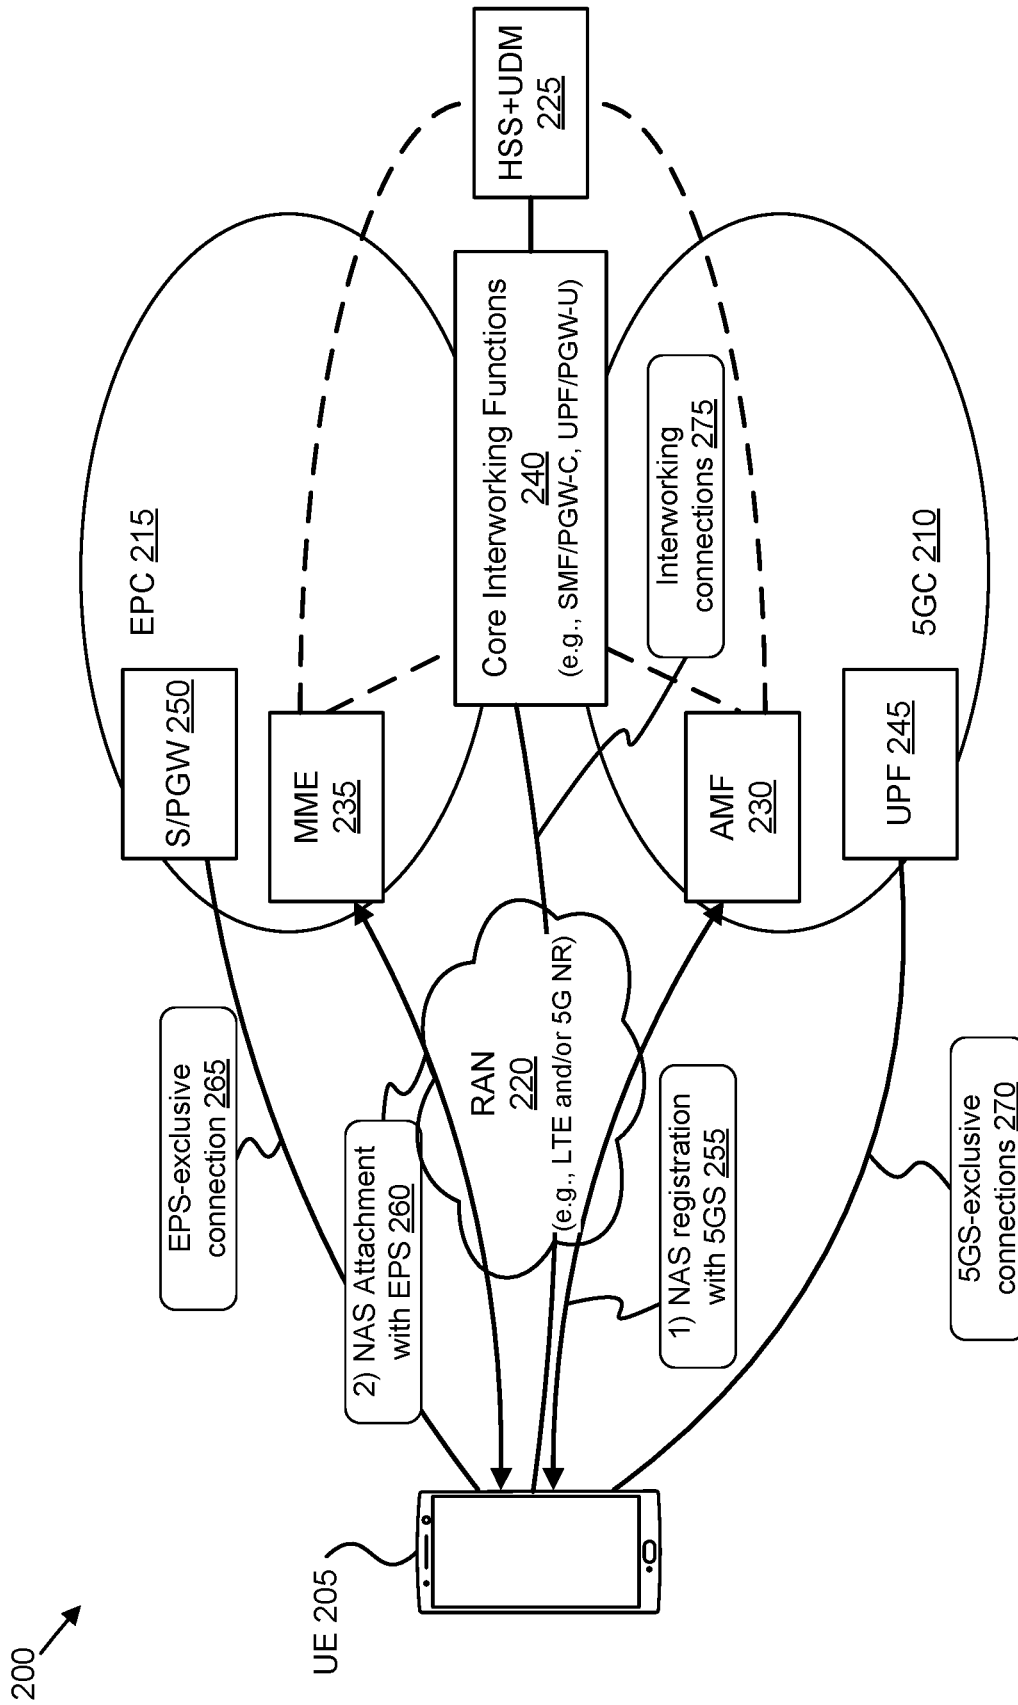 200
UE 205
EPS-exclusive
connection 265
2) NAS Attachment
with EPS 260
RAN
220
(e.g., LTE and/or 5G NR)
1) NAS registration
with 5GS 255
5GS-exclusive
connections 270
S/PGW 250
EPC 215
MME
235
Core Interworking Functions
240
(e.g., SMF/PGW-C, UPF/PGW-U)
Interworking
connections 275
AMF
230
UPF 245
5GC 210
HSS+UDM
225